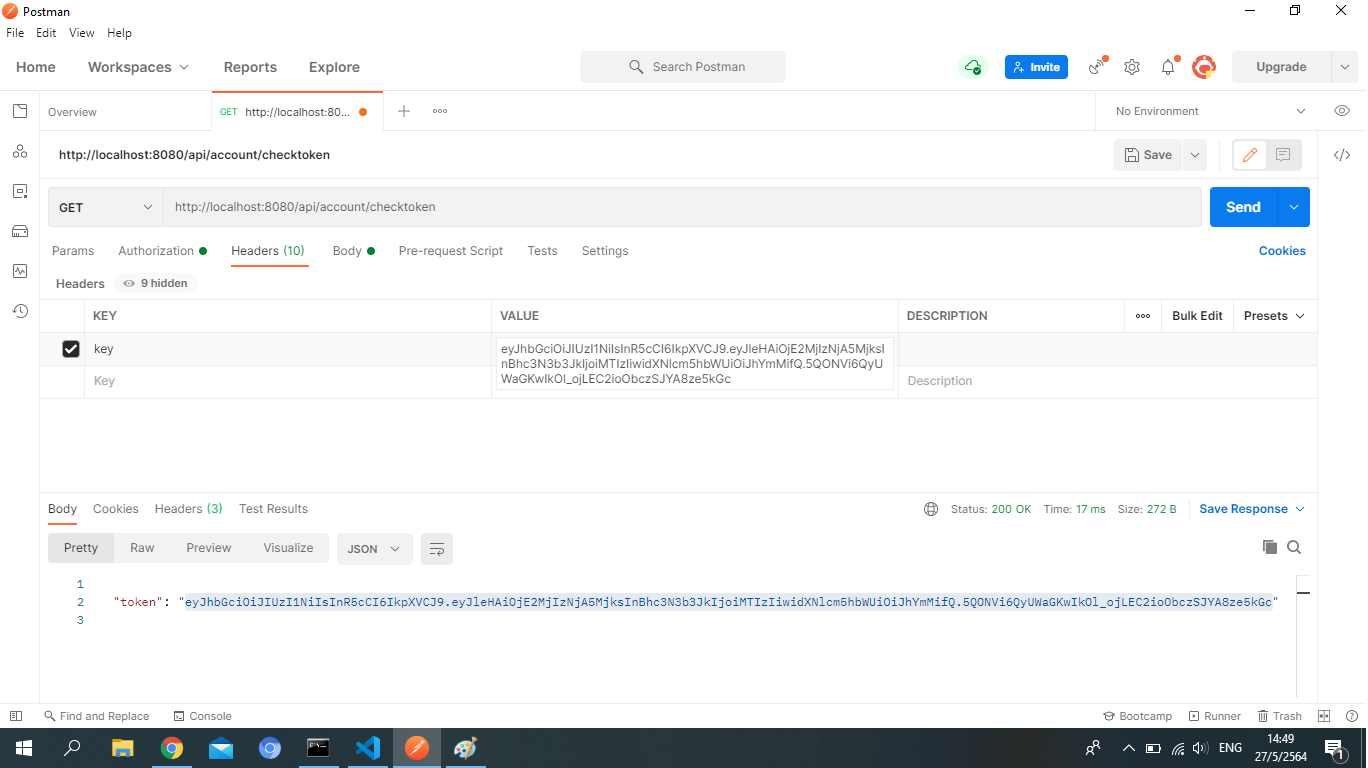 Postman
File Edit View Help
Home Workspaces Reports Explore Search Postman Invite Upgrade
Overview GET http://localhost:80... No Environment
http://localhost:8080/api/account/checktoken Save
GET http://localhost:8080/api/account/checktoken Send
Params Authorization Headers (10) Body Pre-request Script Tests Settings Cookies
Headers 9 hidden
KEY VALUE DESCRIPTION Bulk Edit Presets
key eyJhbGciOiJIUzI1NiIsInR5cCI6IkpXVCJ9.eyJleHAiOjE2MjIzNjA5MjksI
nBhc3N3b3JkIjoiMTIzIiwidXNlcm5hbWUiOiJhYmMifQ.5QONVi6QyU
WaGKwIkOl_ojLEC2ioObczSJYA8ze5kGc
Key Description
Body Cookies Headers (3) Test Results Status: 200 OK Time: 17 ms Size: 272 B Save Response
Pretty Raw Preview Visualize JSON
1
2 "token": "eyJhbGciOiJIUzI1NiIsInR5cCI6IkpXVCJ9.eyJleHAiOjE2MjIzNjA5MjksInBhc3N3b3JkIjoiMTIzIiwidXNlcm5hbWUiOiJhYmMifQ.5QONVi6QyUWaGKwIkOl_ojLEC2ioObczSJYA8ze5kGc"
3
Find and Replace Console Bootcamp Runner Trash
ENG 14:49
27/5/2564 1